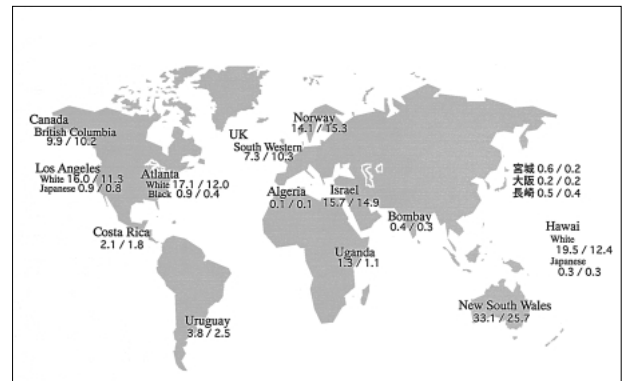 Canada
British Columbia
9.9 / 10.2
Los Angeles
White 16.0 / 11.3
Japanese 0.9 / 0.8
Atlanta
White 17.1 / 12.0
Black 0.9 / 0.4
Costa Rica
2.1 / 1.8
Uruguay
3.8 / 2.5
UK
South Western
7.3 / 10.3
Norway
14.1 / 15.3
Algeria
0.1 / 0.1
Israel
15.7 / 14.9
Uganda
1.3 / 1.1
Bombay
0.4 / 0.3
宮城 0.6 / 0.2
大阪 0.2 / 0.2
長崎 0.5 / 0.4
Hawai
White
19.5 / 12.4
Japanese
0.3 / 0.3
New South Wales
33.1 / 25.7